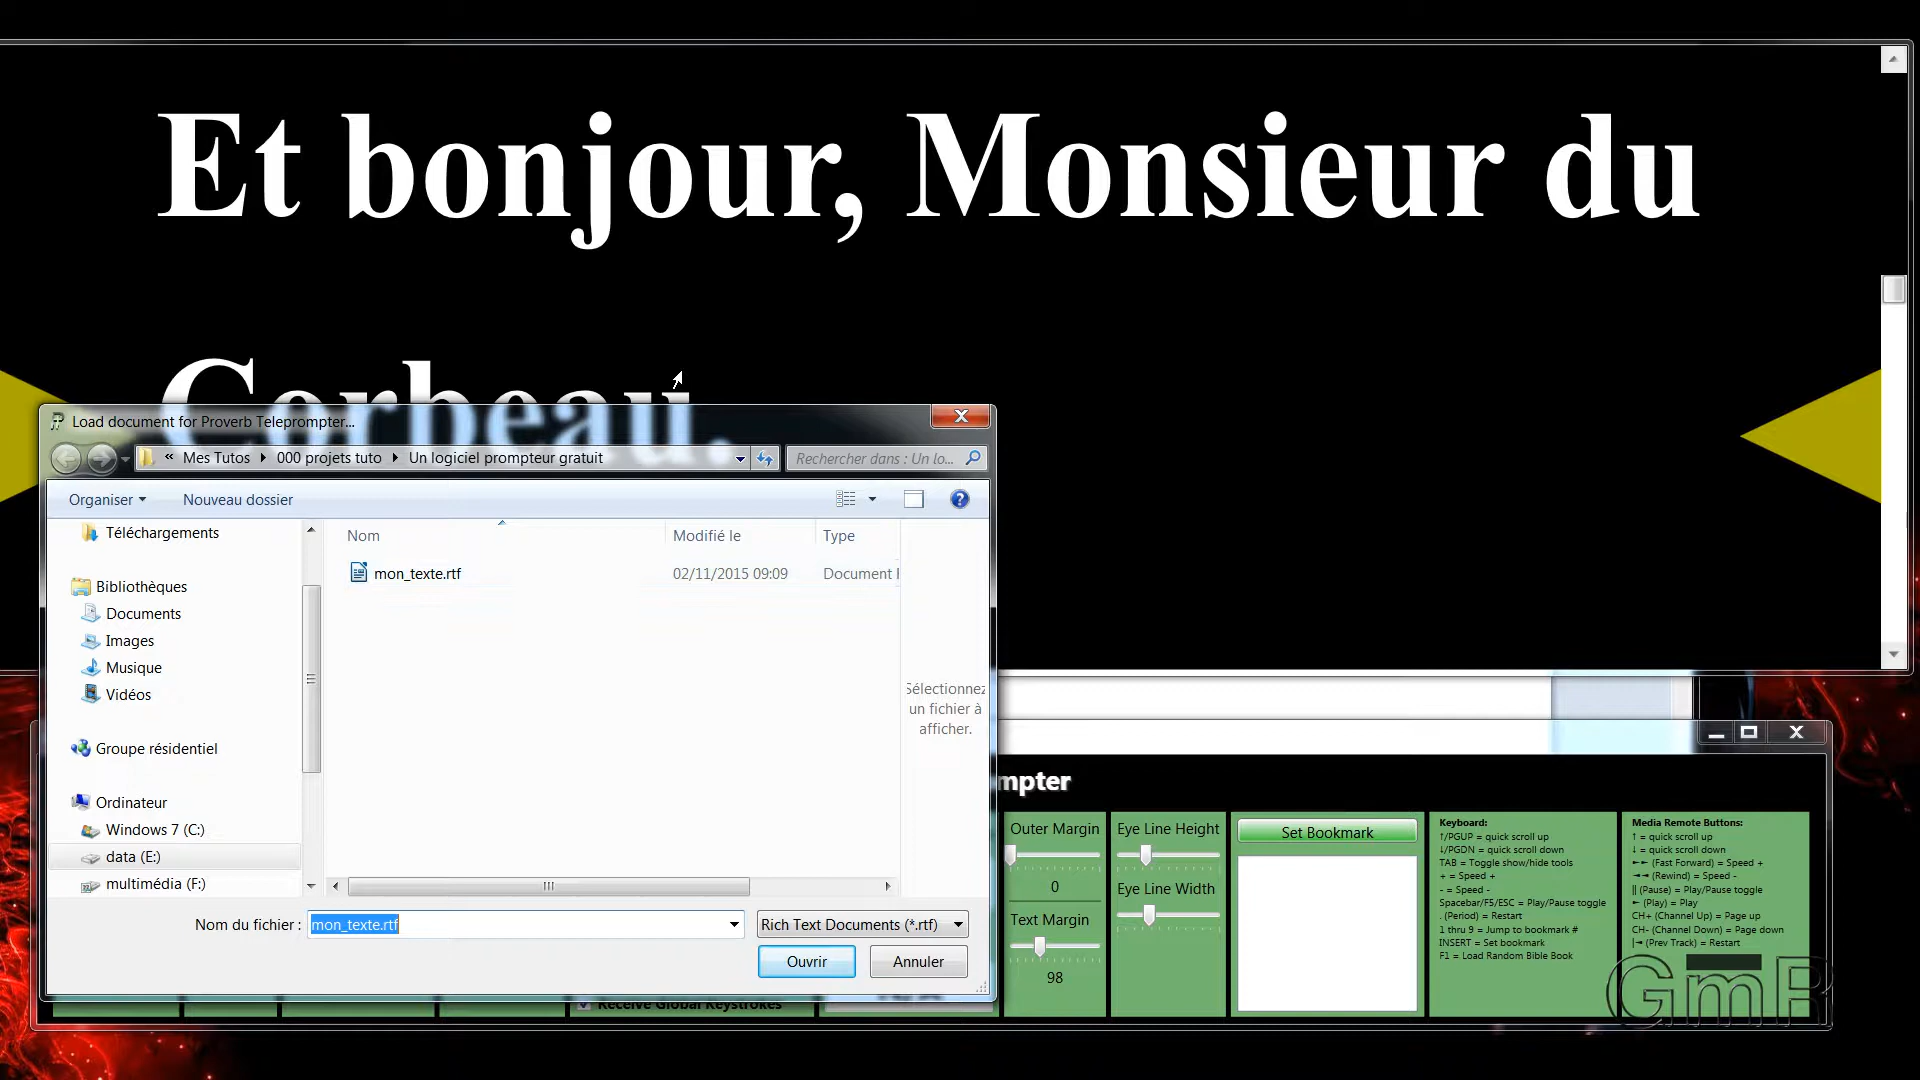 Et bonjour, Monsieur du
Corbeau.
Load document for Proverb Teleprompter...
« Mes Tutos 000 projets tuto Un logiciel prompteur gratuit
Rechercher dans : Un lo...
Organiser Nouveau dossier
Téléchargements
Bibliothèques
Documents
Images
Musique
Vidéos
Groupe résidentiel
Ordinateur
Windows 7 (C:)
data (E:)
multimédia (F:)
Nom Modifié le Type
mon_texte.rtf 02/11/2015 09:09 Document
Sélectionnez
un fichier à
afficher.
Nom du fichier : mon_texte.rtf Rich Text Documents (*.rtf)
Ouvrir Annuler
mpter
Receive Global Keystrokes
Outer Margin
0
Text Margin
98
Eye Line Height
Eye Line Width
Set Bookmark
Keyboard:
↑/PGUP = quick scroll up
↓/PGDN = quick scroll down
TAB = Toggle show/hide tools
+ = Speed +
- = Speed -
Spacebar/F5/ESC = Play/Pause toggle
. (Period) = Restart
1 thru 9 = Jump to bookmark #
INSERT = Set bookmark
F1 = Load Random Bible Book
Media Remote Buttons:
↑ = quick scroll up
↓ = quick scroll down
←← (Fast Forward) = Speed +
→→ (Rewind) = Speed -
|| (Pause) = Play/Pause toggle
← (Play) = Play
CH+ (Channel Up) = Page up
CH- (Channel Down) = Page down
|→ (Prev Track) = Restart
GmR